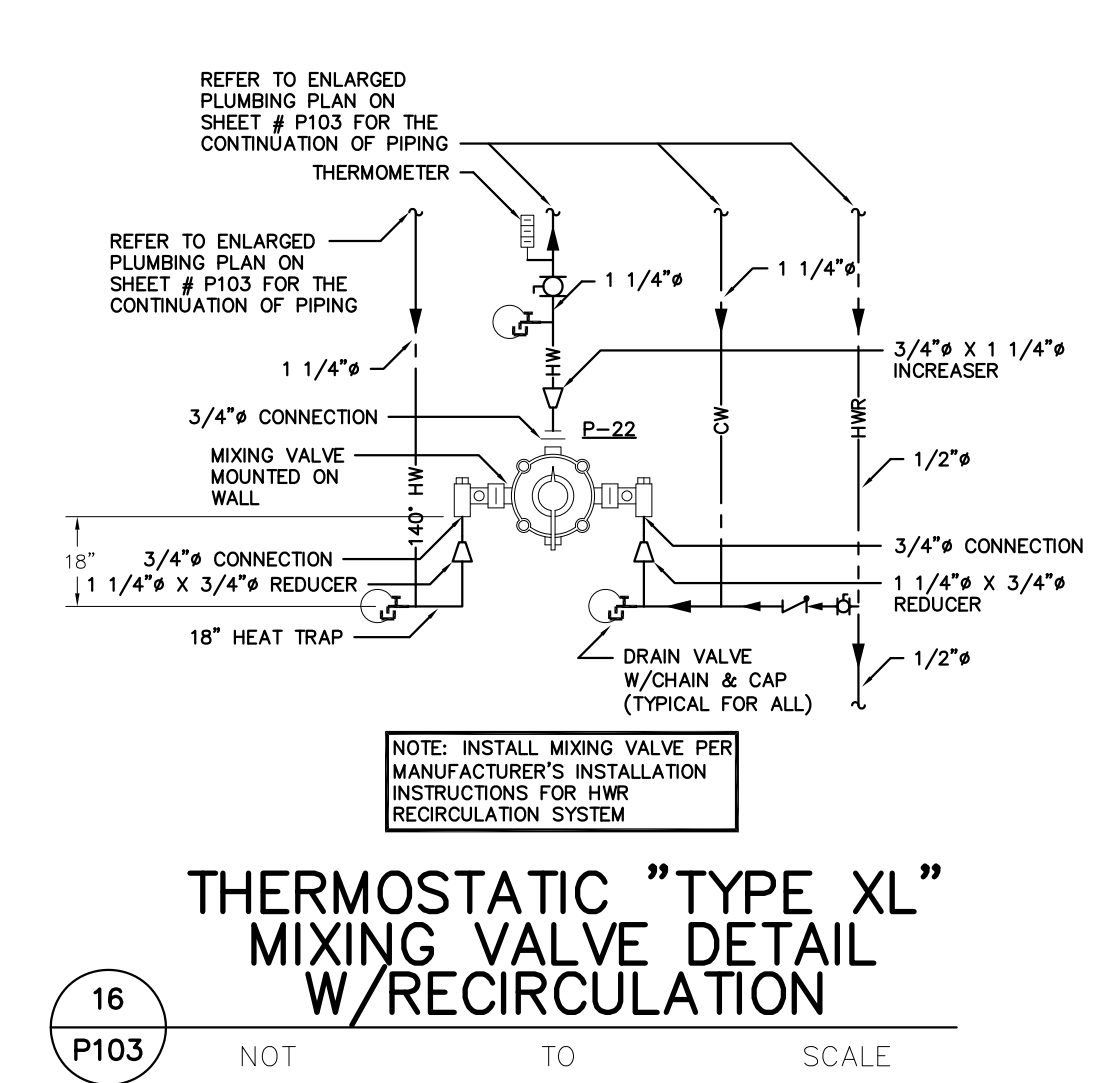 REFER TO ENLARGED
PLUMBING PLAN ON
SHEET # P103 FOR THE
CONTINUATION OF PIPING
THERMOMETER
REFER TO ENLARGED
PLUMBING PLAN ON
SHEET # P103 FOR THE
CONTINUATION OF PIPING
1 1/4"ø
1 1/4"ø
1 1/4"ø
3/4"ø X 1 1/4"ø
INCREASER
HW
3/4"ø CONNECTION
P-22
CW
HWR
MIXING VALVE
MOUNTED ON
WALL
140° HW
1/2"ø
18"
3/4"ø CONNECTION
3/4"ø CONNECTION
1 1/4"ø X 3/4"ø REDUCER
1 1/4"ø X 3/4"ø
REDUCER
18" HEAT TRAP
DRAIN VALVE
W/CHAIN & CAP
(TYPICAL FOR ALL)
1/2"ø
NOTE: INSTALL MIXING VALVE PER
MANUFACTURER'S INSTALLATION
INSTRUCTIONS FOR HWR
RECIRCULATION SYSTEM
THERMOSTATIC "TYPE XL"
MIXING VALVE DETAIL
W/RECIRCULATION
16
P103
NOT TO SCALE